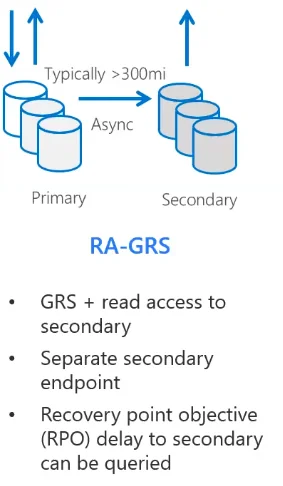 Typically >300mi
Async
Primary
Secondary
RA-GRS
• GRS + read access to
secondary
• Separate secondary
endpoint
• Recovery point objective
(RPO) delay to secondary
can be queried